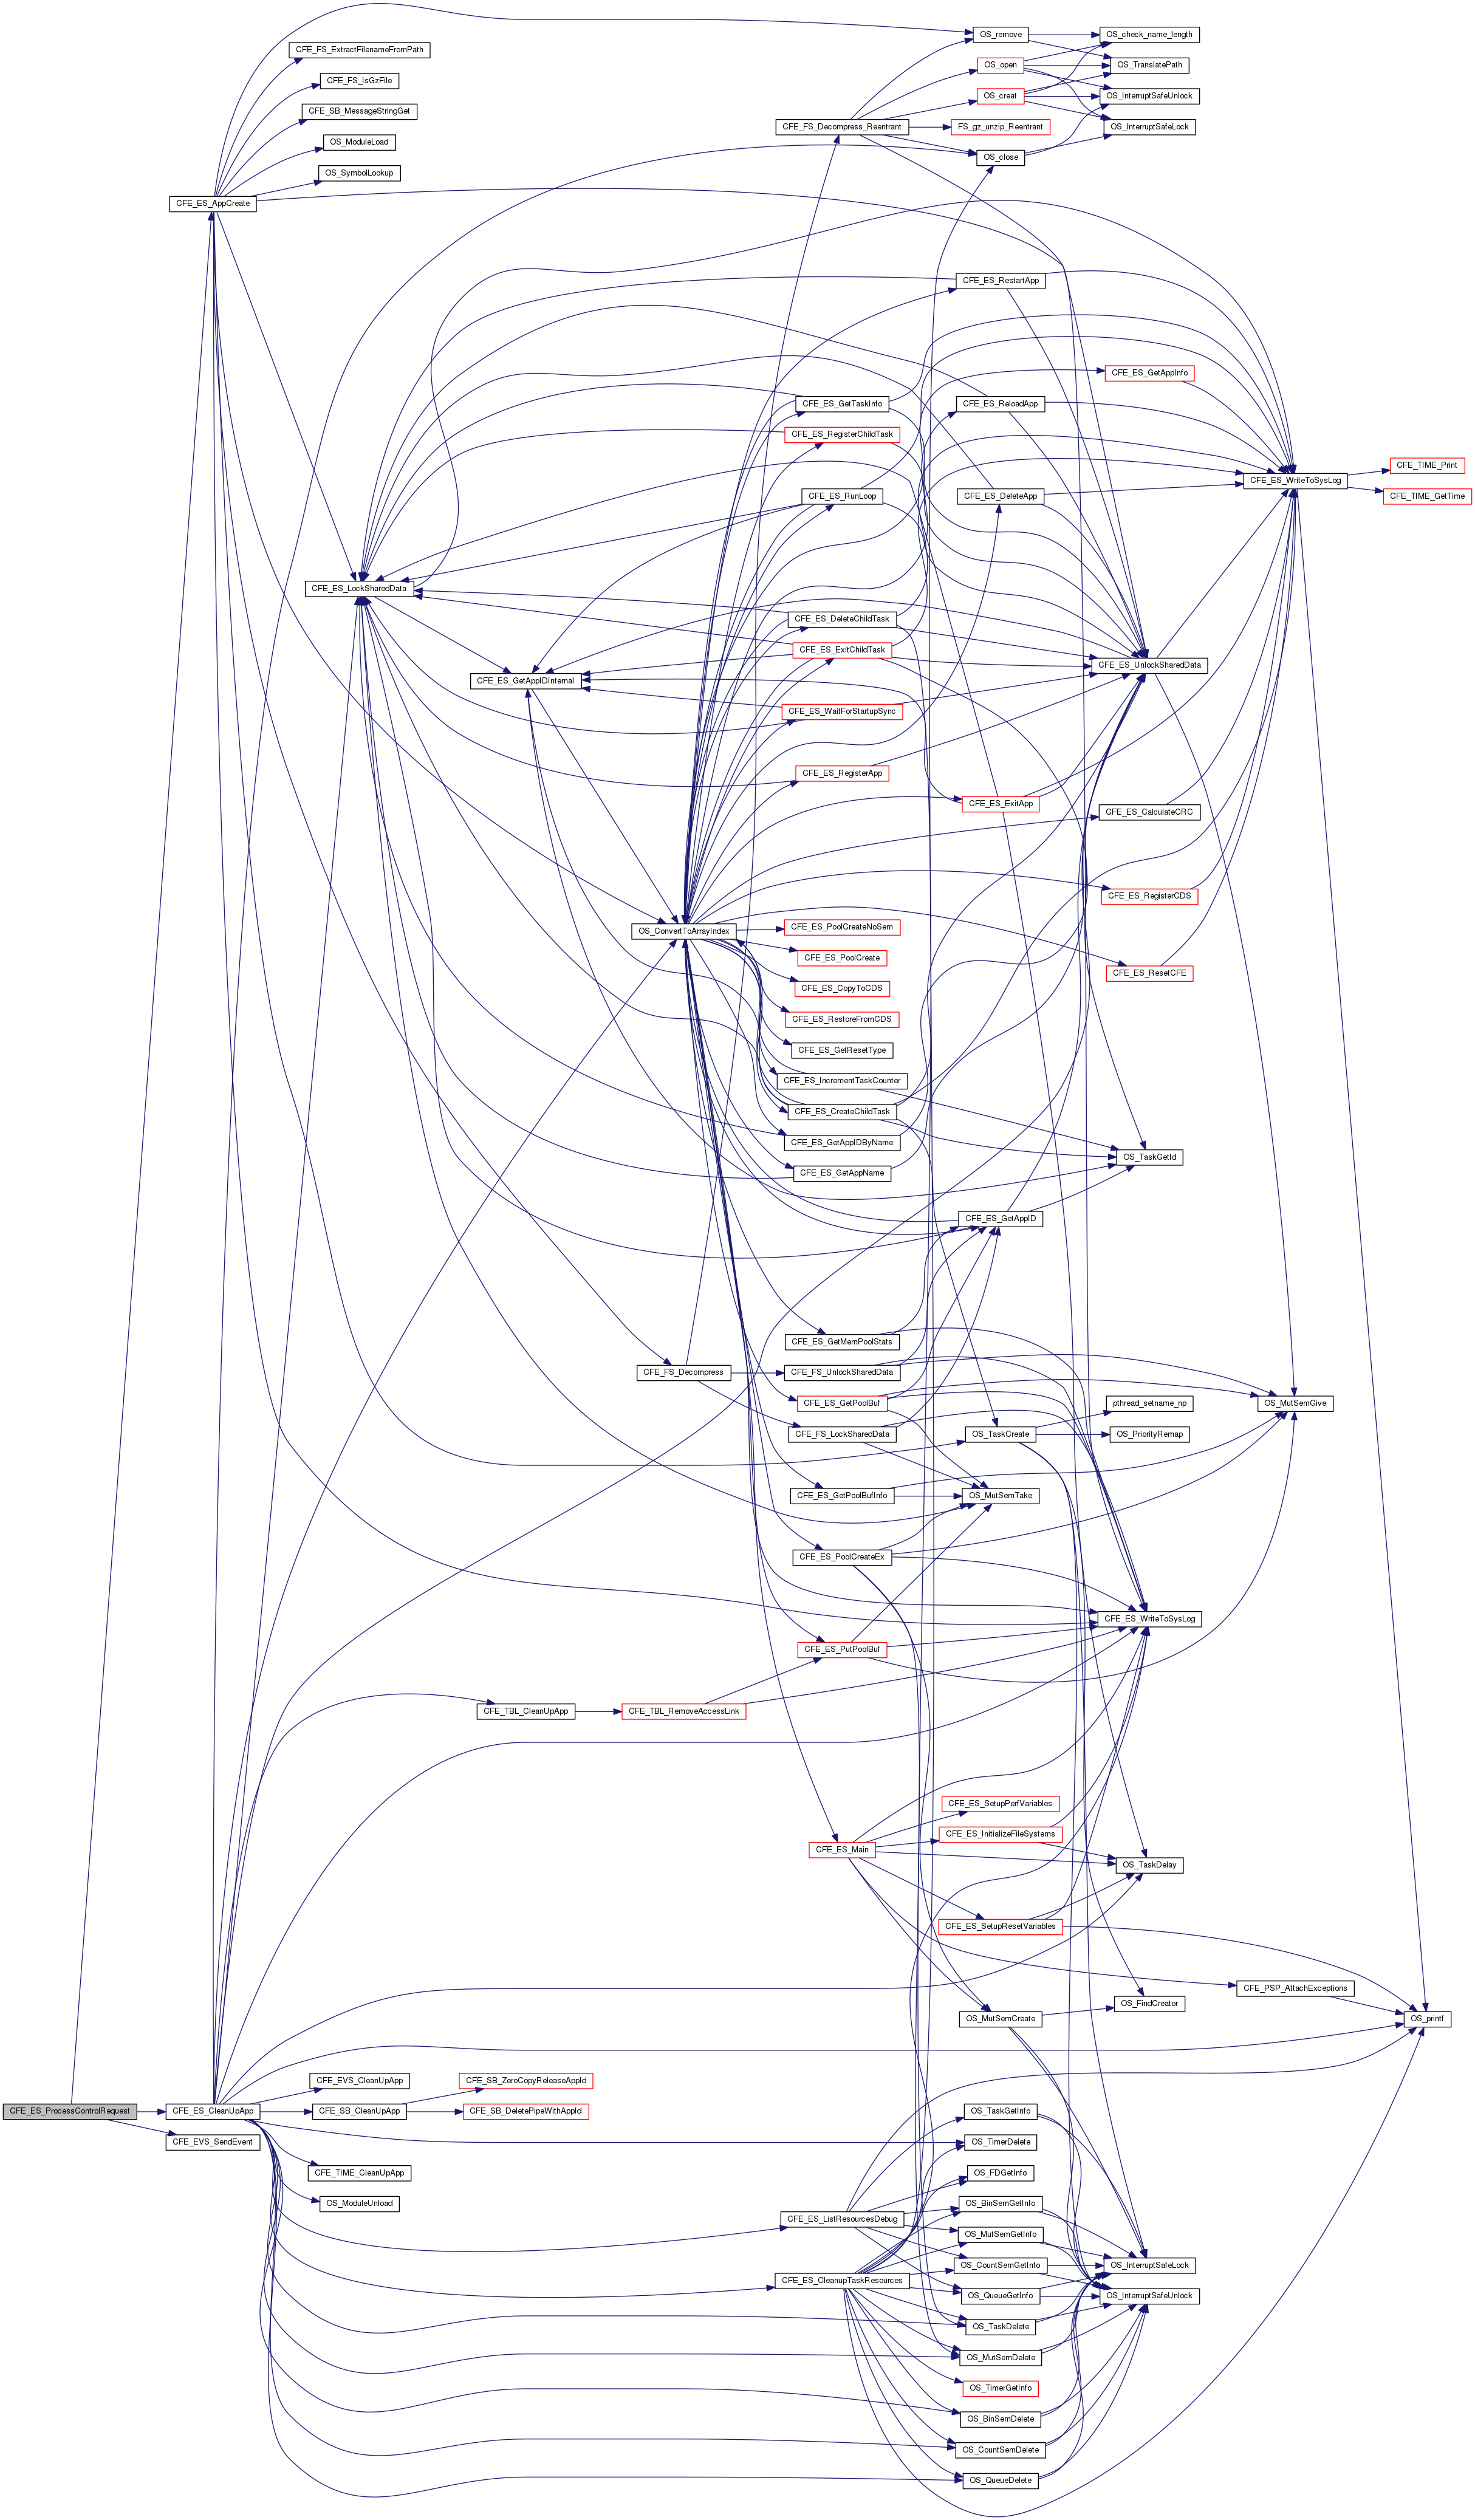 OS_remove
OS_check_name_length
CFE_FS_ExtractFilenameFromPath
OS_open
OS_TranslatePath
CFE_FS_IsGzFile
OS_creat
OS_InterruptSafeUnlock
CFE_SB_MessageStringGet
CFE_FS_Decompress_Reentrant
FS_gz_unzip_Reentrant
OS_InterruptSafeLock
OS_ModuleLoad
OS_close
OS_SymbolLookup
CFE_ES_AppCreate
CFE_ES_RestartApp
CFE_ES_GetAppInfo
CFE_ES_GetTaskInfo
CFE_ES_ReloadApp
CFE_ES_RegisterChildTask
CFE_TIME_Print
CFE_ES_WriteToSysLog
CFE_ES_RunLoop
CFE_ES_DeleteApp
CFE_TIME_GetTime
CFE_ES_LockSharedData
CFE_ES_DeleteChildTask
CFE_ES_ExitChildTask
CFE_ES_UnlockSharedData
CFE_ES_GetAppIDInternal
CFE_ES_WaitForStartupSync
CFE_ES_RegisterApp
CFE_ES_ExitApp
CFE_ES_CalculateCRC
CFE_ES_RegisterCDS
OS_ConvertToArrayIndex
CFE_ES_PoolCreateNoSem
CFE_ES_PoolCreate
CFE_ES_ResetCFE
CFE_ES_CopyToCDS
CFE_ES_RestoreFromCDS
CFE_ES_GetResetType
CFE_ES_IncrementTaskCounter
CFE_ES_CreateChildTask
CFE_ES_GetAppIDByName
OS_TaskGetId
CFE_ES_GetAppName
CFE_ES_GetAppID
CFE_ES_GetMemPoolStats
CFE_FS_Decompress
CFE_FS_UnlockSharedData
CFE_ES_GetPoolBuf
pthread_setname_np
OS_MutSemGive
CFE_FS_LockSharedData
OS_TaskCreate
OS_PriorityRemap
CFE_ES_GetPoolBufInfo
OS_MutSemTake
CFE_ES_PoolCreateEx
CFE_ES_WriteToSysLog
CFE_ES_PutPoolBuf
CFE_TBL_CleanUpApp
CFE_TBL_RemoveAccessLink
CFE_ES_SetupPerfVariables
CFE_ES_InitializeFileSystems
CFE_ES_Main
OS_TaskDelay
CFE_ES_SetupResetVariables
CFE_PSP_AttachExceptions
OS_FindCreator
OS_MutSemCreate
OS_printf
CFE_EVS_CleanUpApp
CFE_SB_ZeroCopyReleaseAppId
CFE_ES_ProcessControlRequest
CFE_ES_CleanUpApp
CFE_SB_CleanUpApp
CFE_SB_DeletePipeWithAppId
OS_TaskGetInfo
CFE_EVS_SendEvent
OS_TimerDelete
CFE_TIME_CleanUpApp
OS_FDGetInfo
OS_ModuleUnload
OS_BinSemGetInfo
CFE_ES_ListResourcesDebug
OS_MutSemGetInfo
OS_CountSemGetInfo
OS_InterruptSafeLock
CFE_ES_CleanupTaskResources
OS_QueueGetInfo
OS_InterruptSafeUnlock
OS_TaskDelete
OS_MutSemDelete
OS_TimerGetInfo
OS_BinSemDelete
OS_CountSemDelete
OS_QueueDelete